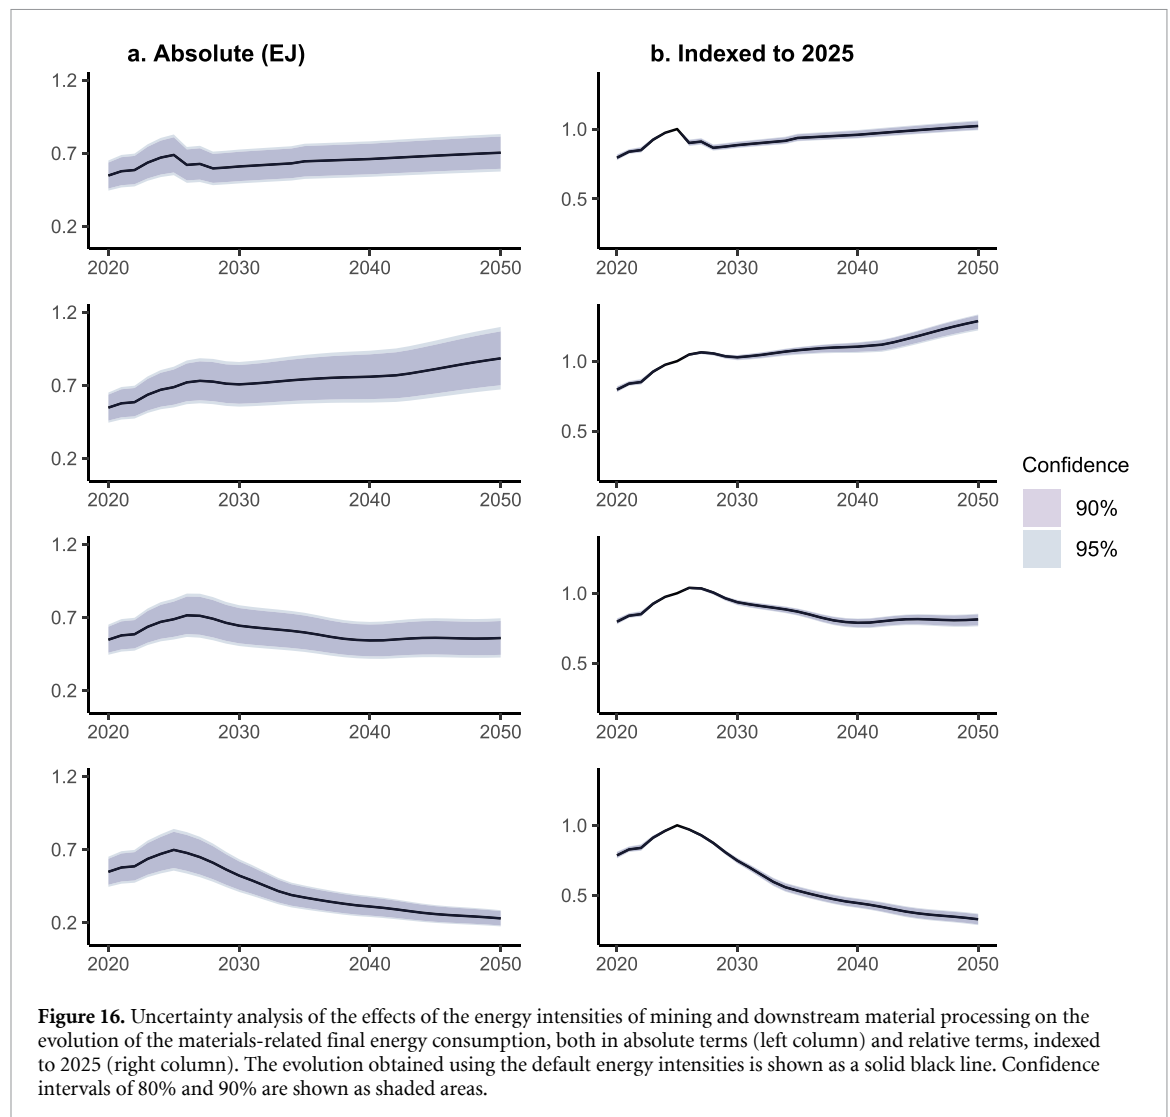 a. Absolute (EJ)
b. Indexed to 2025
1.2
0.7
0.2
2020 2030 2040 2050
1.0
0.5
2020 2030 2040 2050
1.2
0.7
0.2
2020 2030 2040 2050
1.0
0.5
2020 2030 2040 2050
Confidence
90%
95%
1.2
0.7
0.2
2020 2030 2040 2050
1.0
0.5
2020 2030 2040 2050
1.2
0.7
0.2
2020 2030 2040 2050
1.0
0.5
2020 2030 2040 2050
Figure 16. Uncertainty analysis of the effects of the energy intensities of mining and downstream material processing on the
evolution of the materials-related final energy consumption, both in absolute terms (left column) and relative terms, indexed
to 2025 (right column). The evolution obtained using the default energy intensities is shown as a solid black line. Confidence
intervals of 80% and 90% are shown as shaded areas.